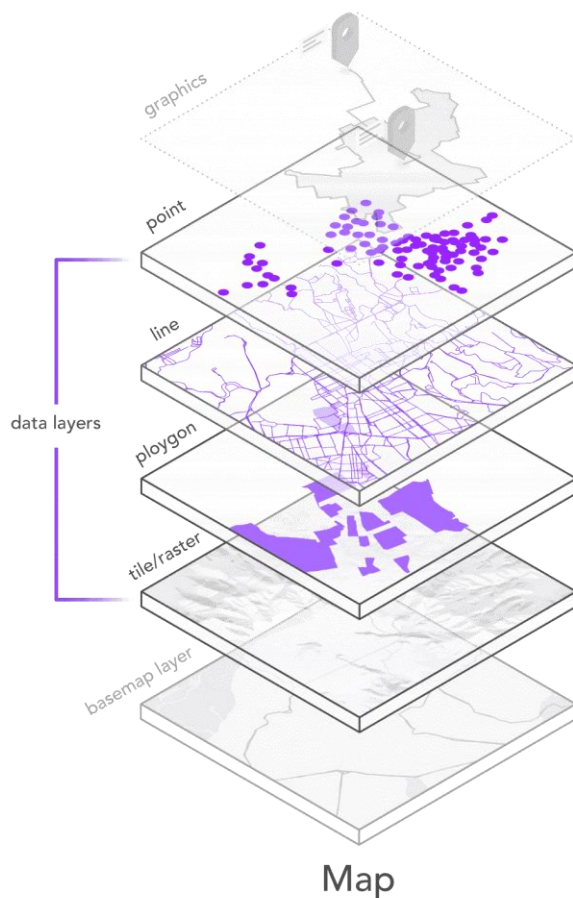 graphics
point
line
data layers
ploygon
tile/raster
basemap layer
Map